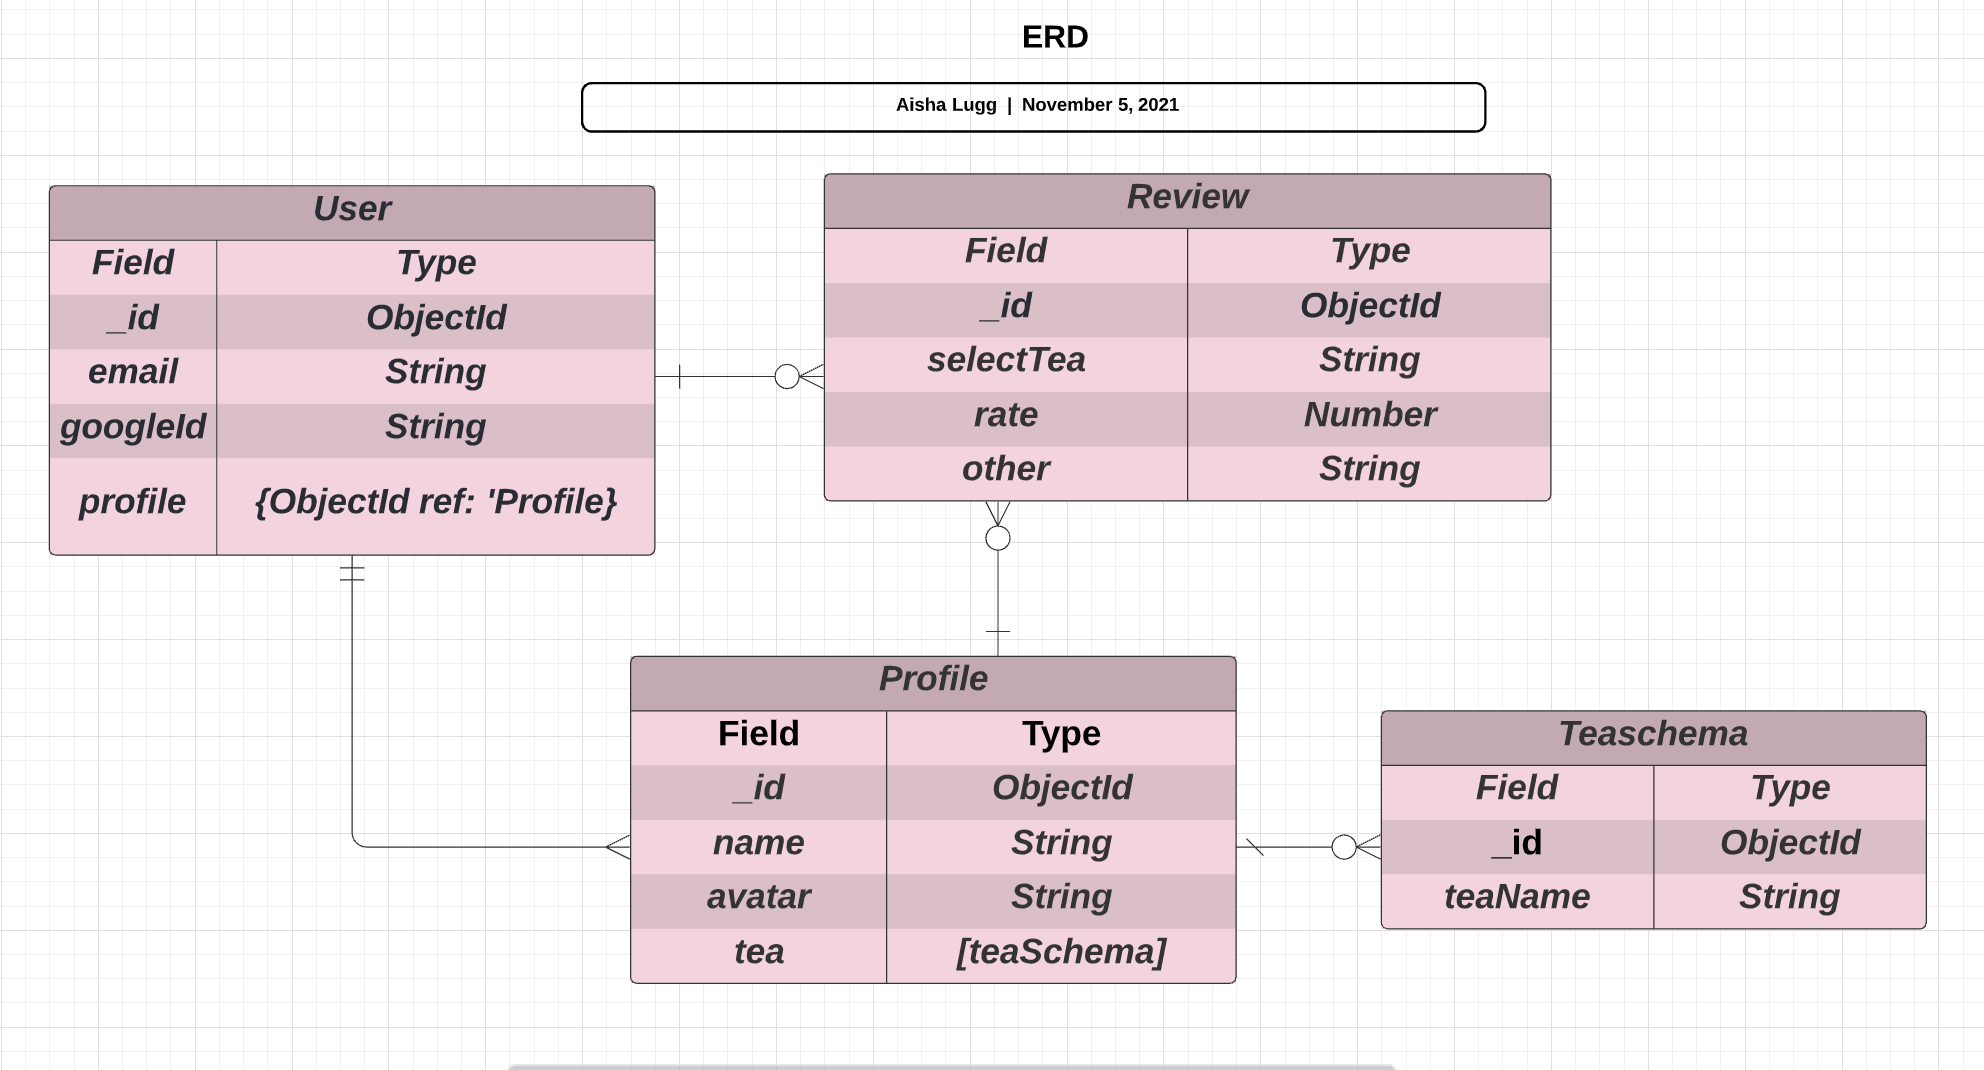 ERD
Aisha Lugg | November 5, 2021
User
Field Type
_id ObjectId
email String
googleId String
profile {ObjectId ref: 'Profile}
Review
Field Type
_id ObjectId
selectTea String
rate Number
other String
Profile
Field Type
_id ObjectId
name String
avatar String
tea [teaSchema]
Teaschema
Field Type
_id ObjectId
teaName String